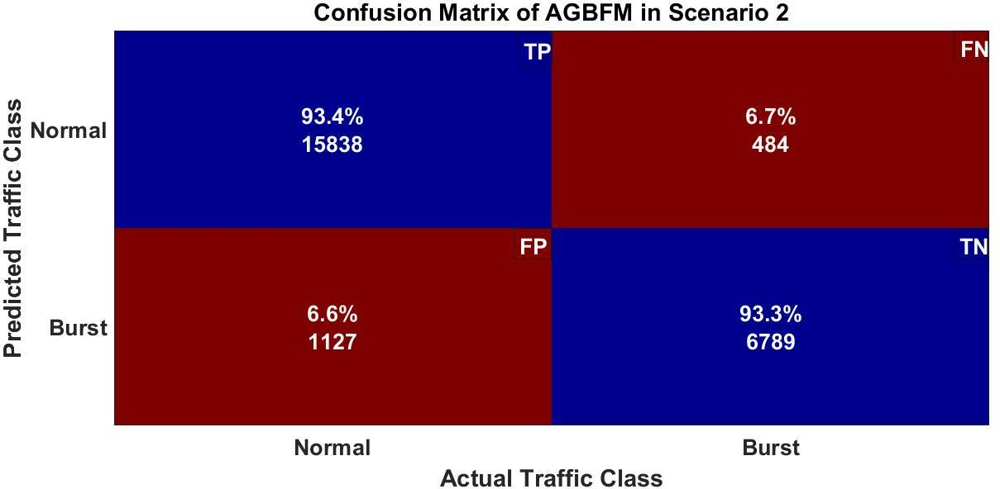 Confusion Matrix of AGBFM in Scenario 2
TP
FN
Predicted Traffic Class
Normal
93.4%
15838
6.7%
484
FP
TN
Burst
6.6%
1127
93.3%
6789
Normal
Burst
Actual Traffic Class